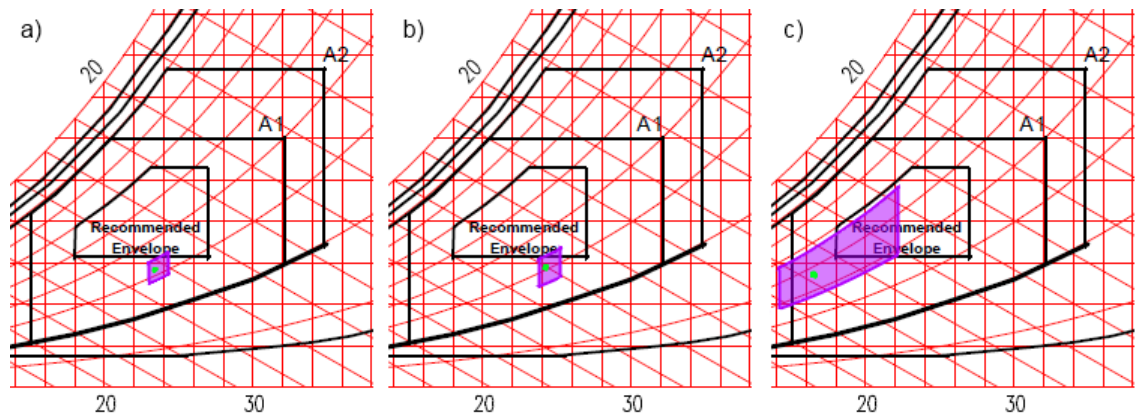 a)
20
A2
A1
Recommended
Envelope
20
30
b)
20
A2
A1
Recommended
Envelope
20
30
c)
20
A2
A1
Recommended
Envelope
20
30